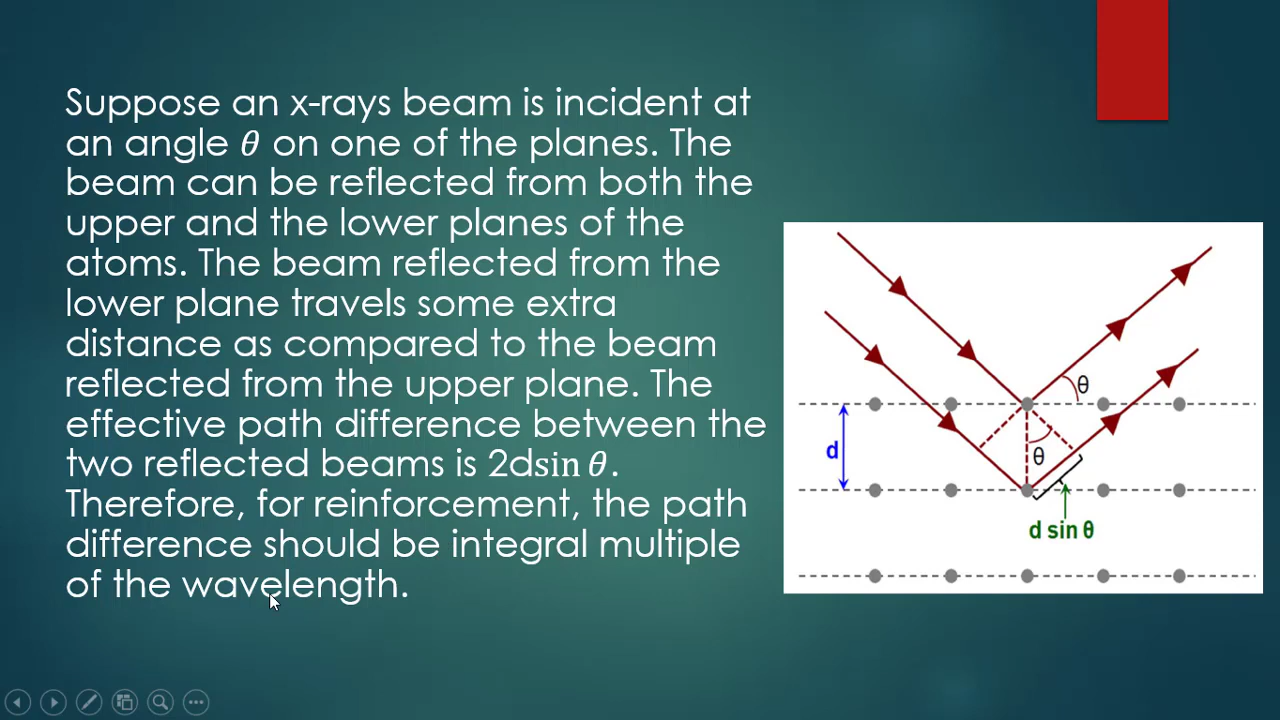 Suppose an x-rays beam is incident at
an angle θ on one of the planes. The
beam can be reflected from both the
upper and the lower planes of the
atoms. The beam reflected from the
lower plane travels some extra
distance as compared to the beam
reflected from the upper plane. The
effective path difference between the
two reflected beams is 2dsin θ.
Therefore, for reinforcement, the path
difference should be integral multiple
of the wavelength.
θ
d
θ
d sin θ